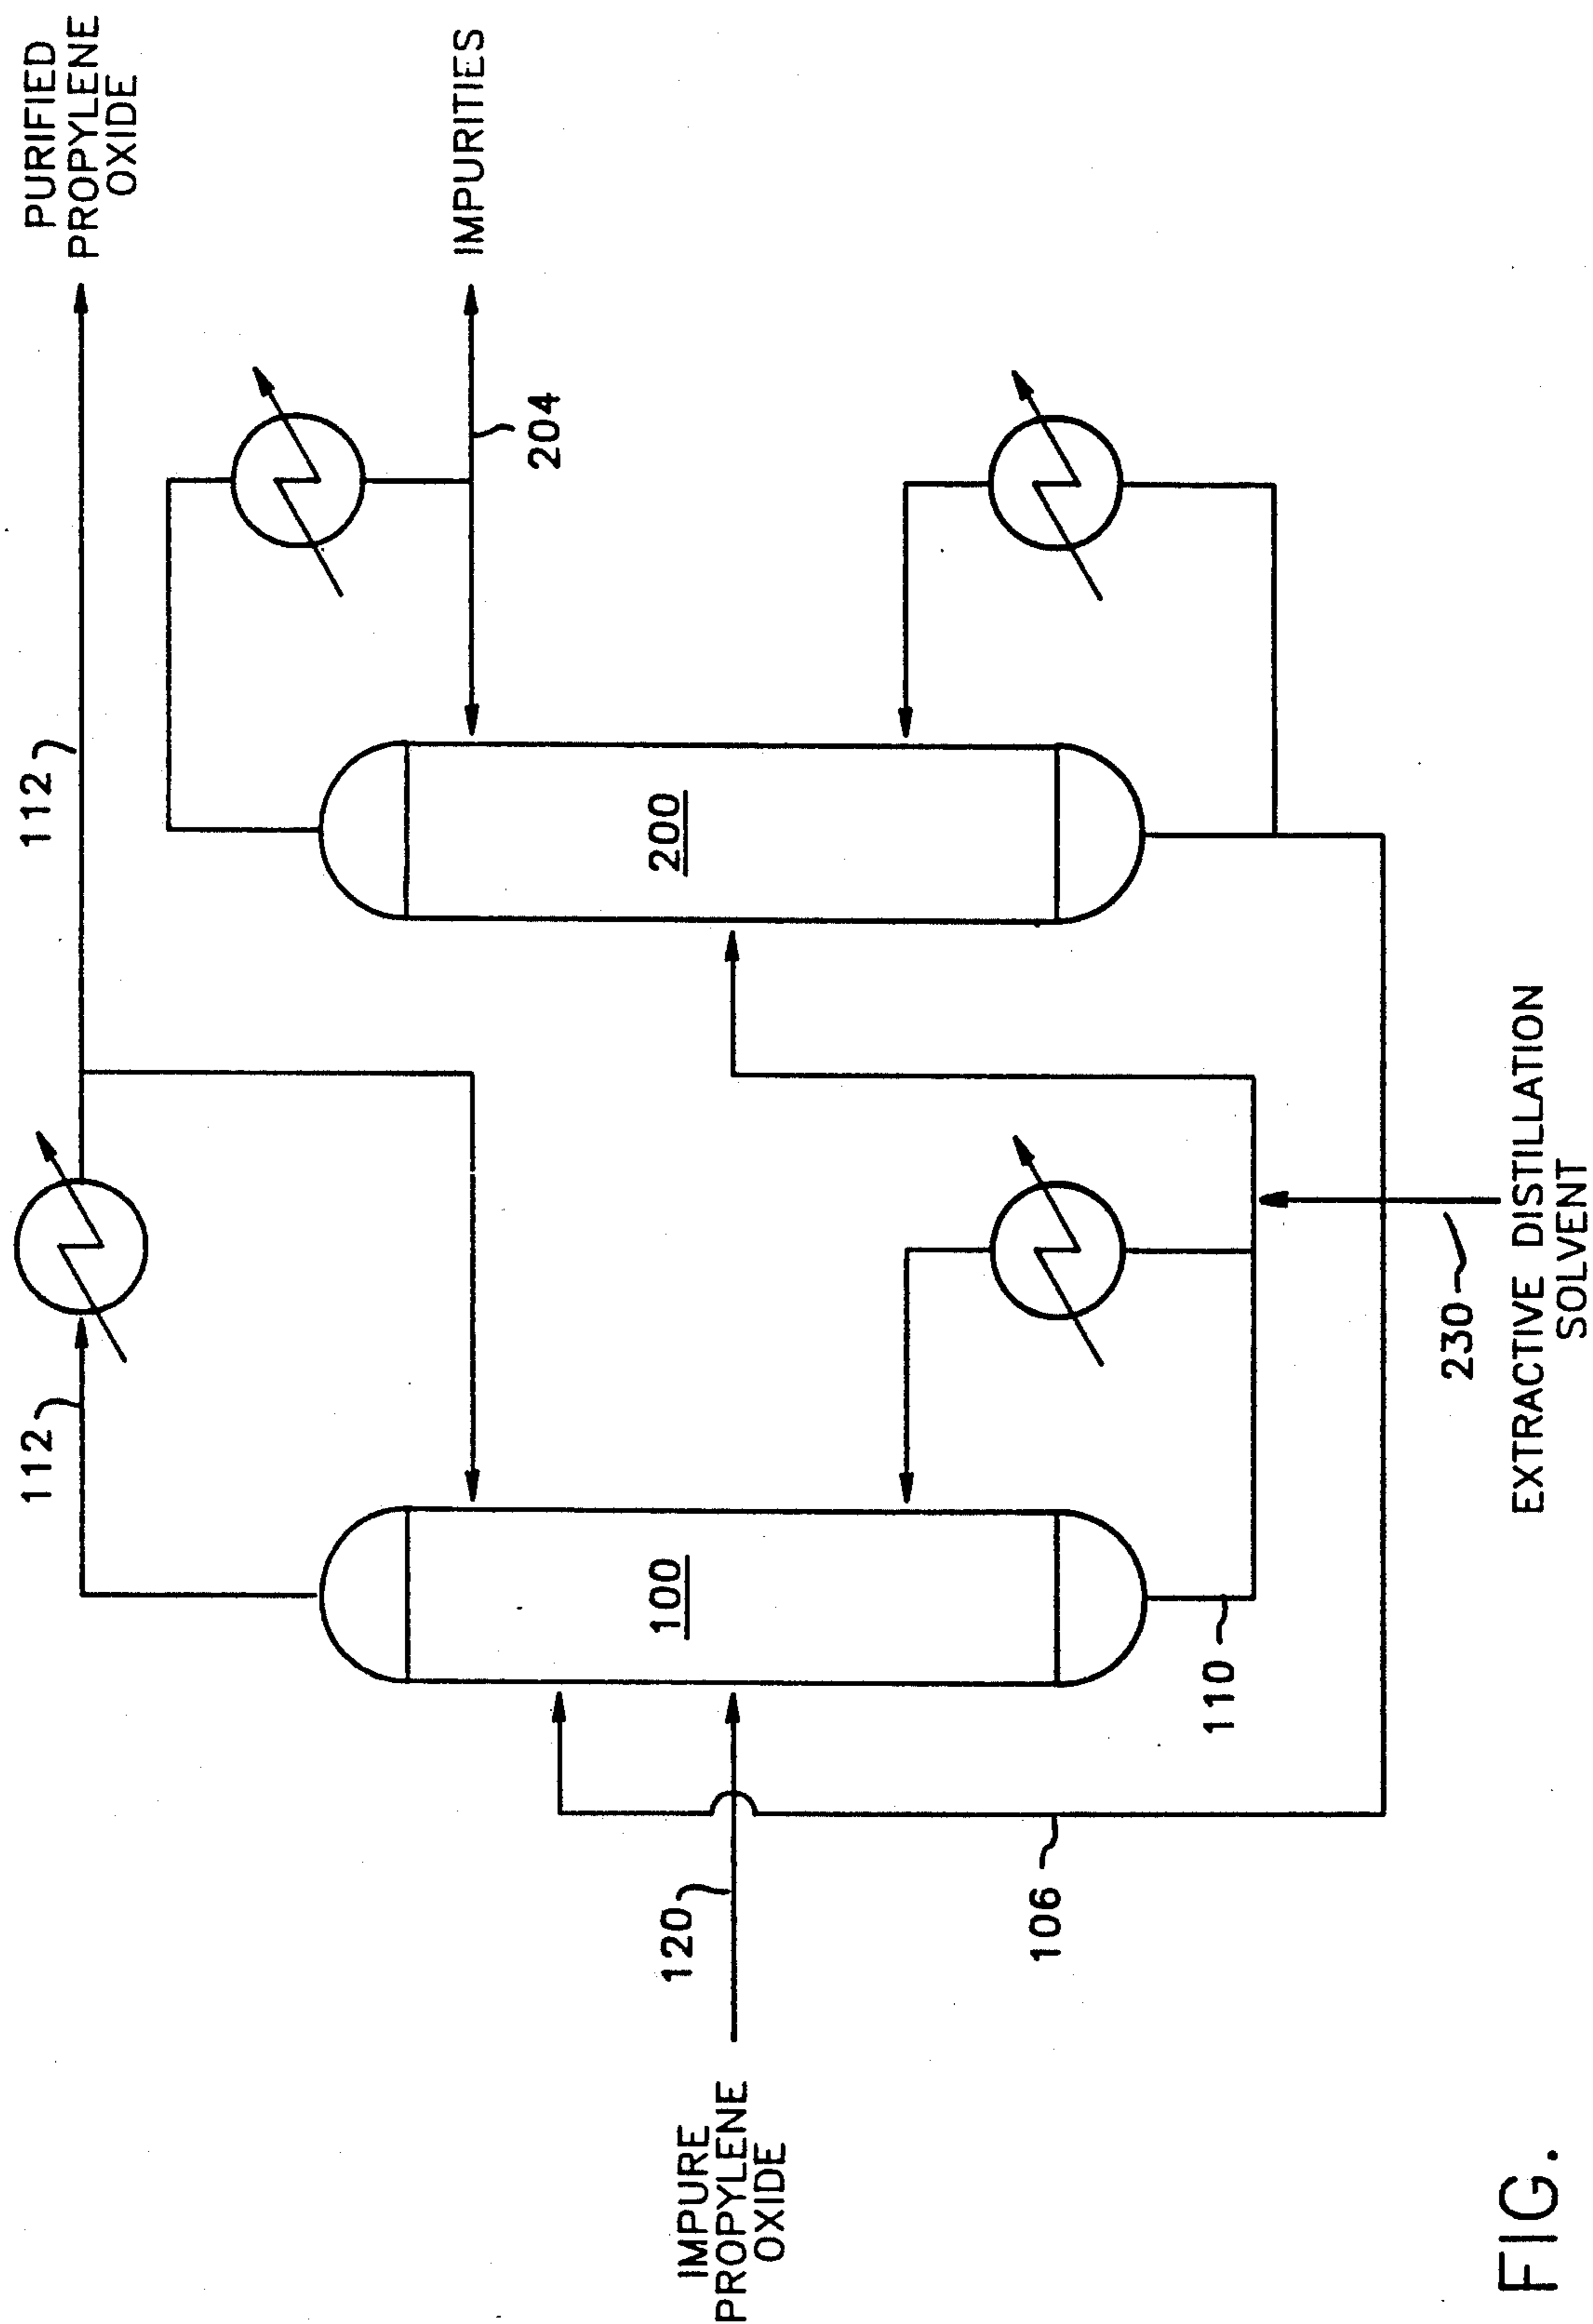 PURIFIED
PROPYLENE
OXIDE
112
112
IMPURITIES
204
200
100
IMPURE
PROPYLENE
OXIDE
120
106
110
230
EXTRACTIVE DISTILLATION
SOLVENT
FIG.